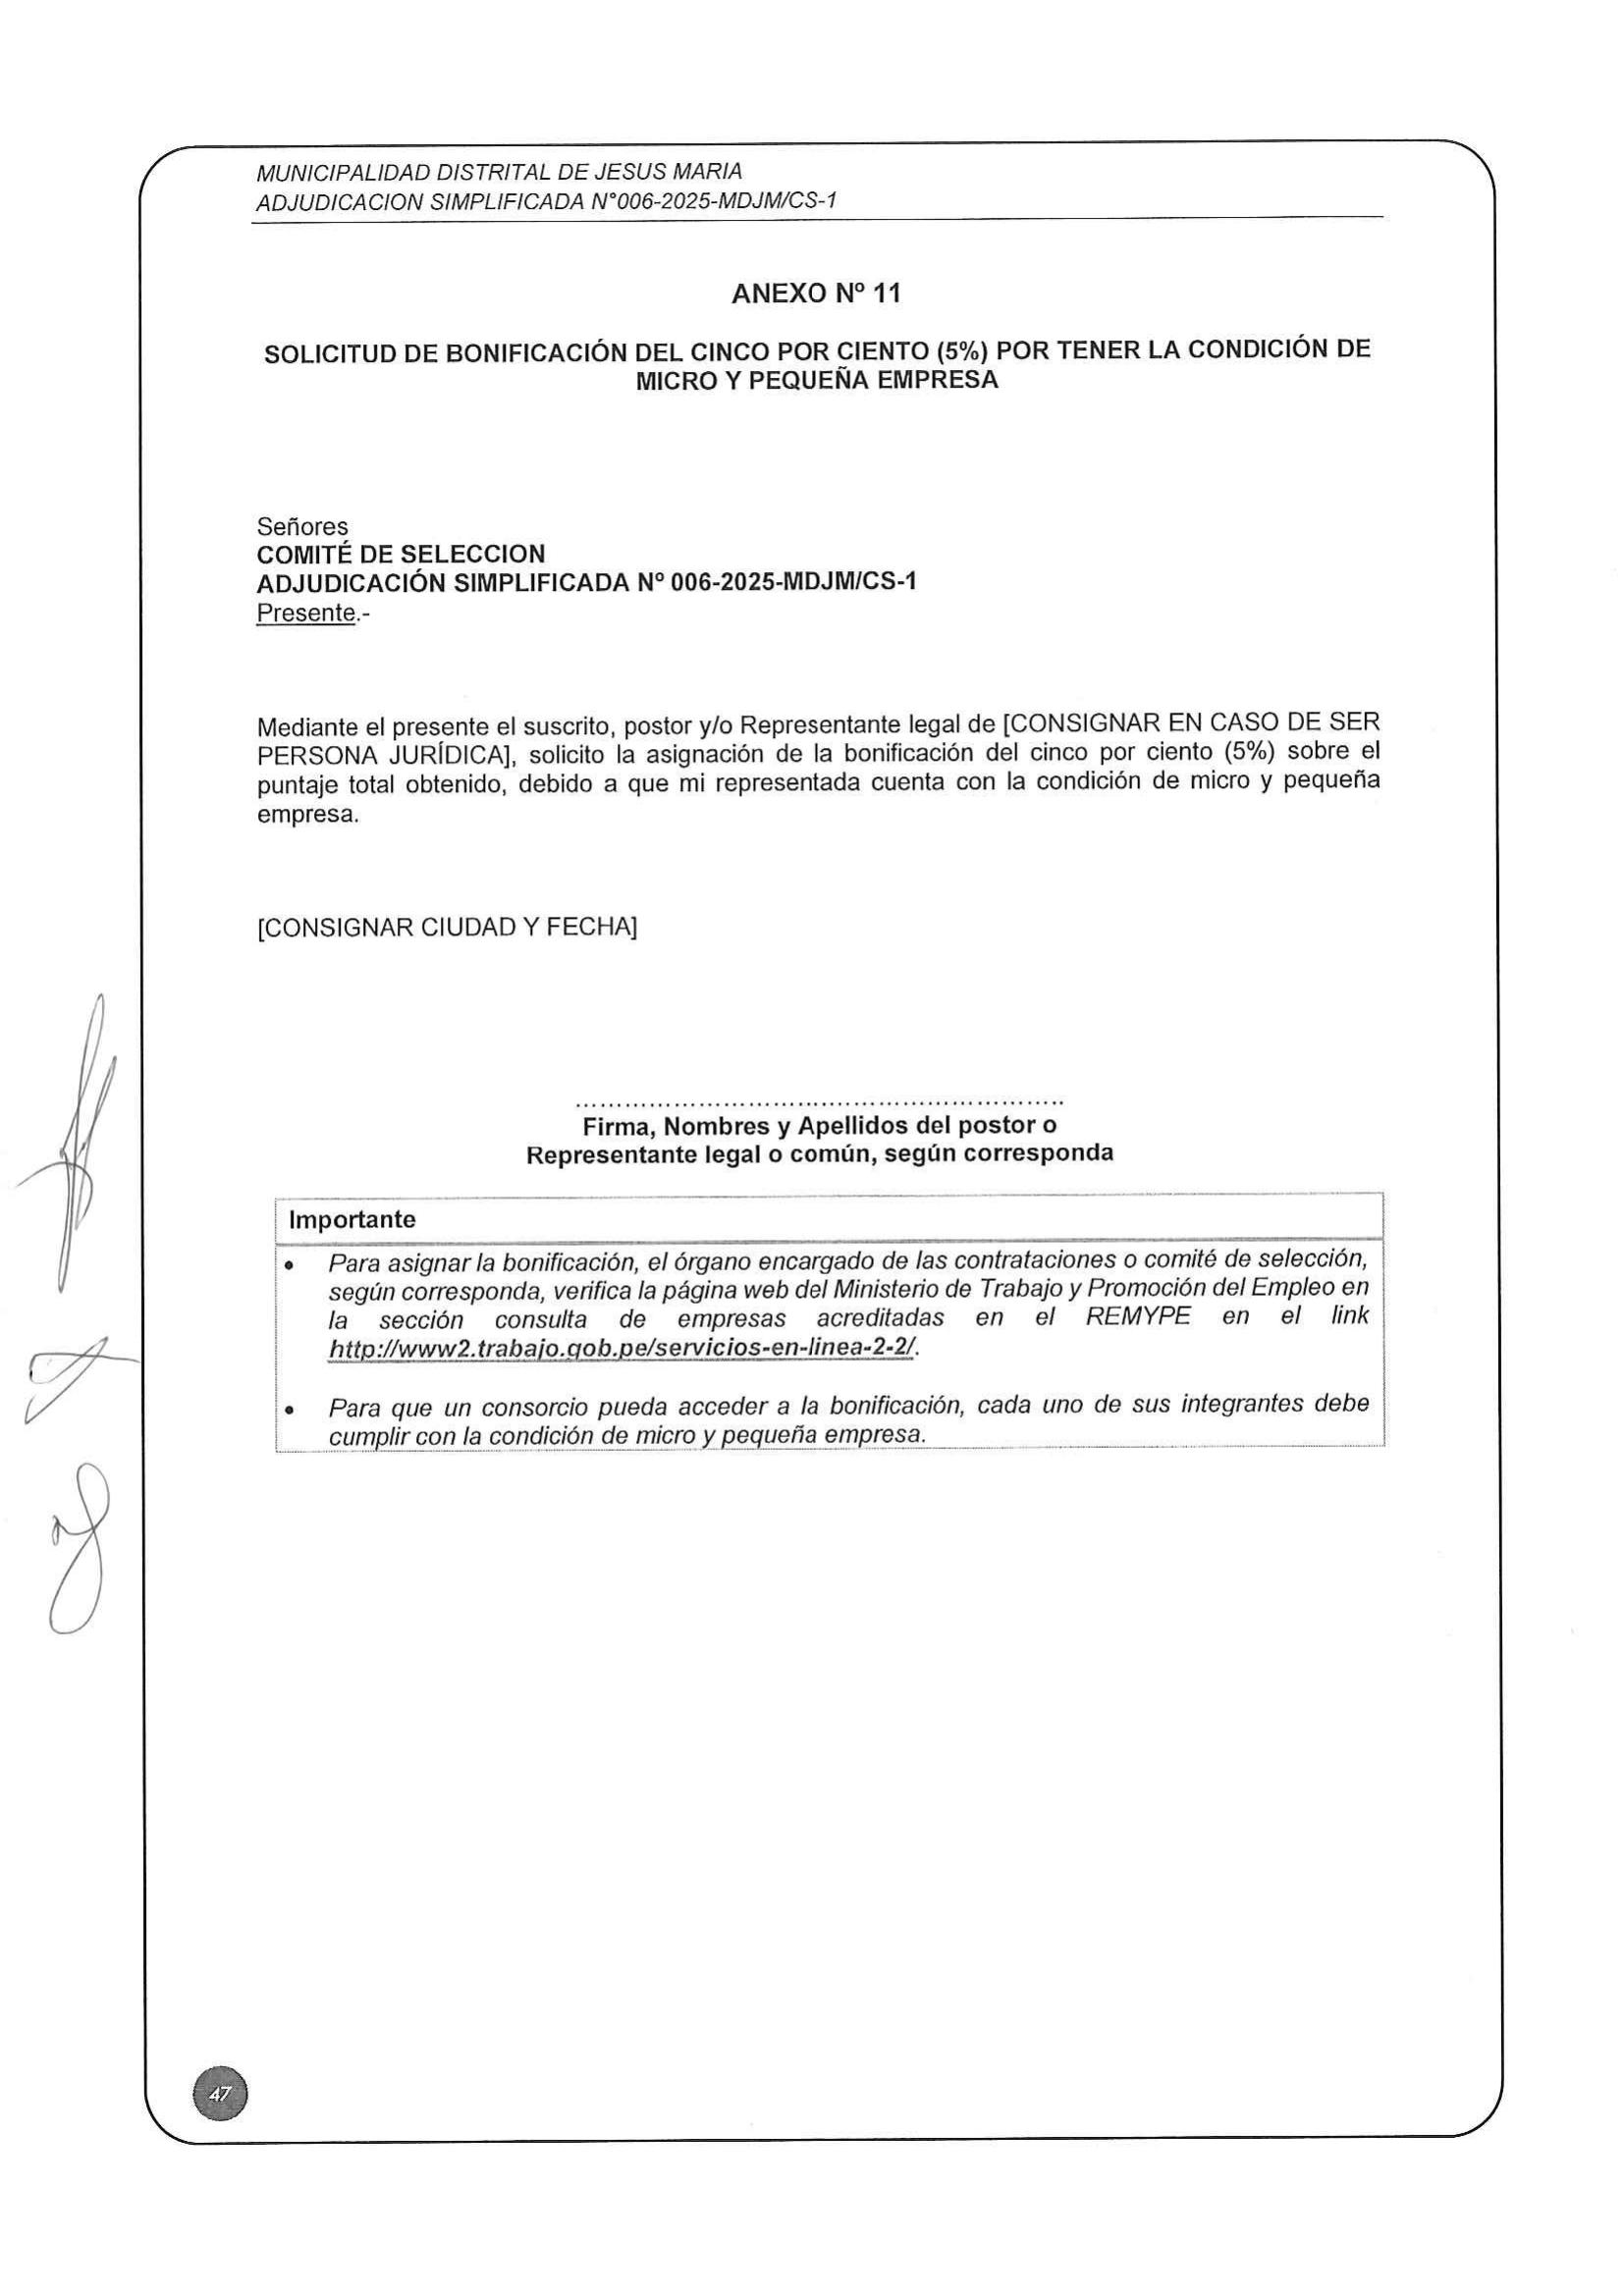 MUNICIPALIDAD DISTRITAL DE JESUS MARIA
ADJUDICACION SIMPLIFICADA N°006-2025-MDJM/CS-1
ANEXO Nº 11
SOLICITUD DE BONIFICACIÓN DEL CINCO POR CIENTO (5%) POR TENER LA CONDICIÓN DE
MICRO Y PEQUEÑA EMPRESA
Señores
COMITÉ DE SELECCION
ADJUDICACIÓN SIMPLIFICADA Nº 006-2025-MDJM/CS-1
Presente.-
Mediante el presente el suscrito, postor y/o Representante legal de [CONSIGNAR EN CASO DE SER
PERSONA JURÍDICA], solicito la asignación de la bonificación del cinco por ciento (5%) sobre el
puntaje total obtenido, debido a que mi representada cuenta con la condición de micro y pequeña
empresa.
[CONSIGNAR CIUDAD Y FECHA]
............................................................
Firma, Nombres y Apellidos del postor o
Representante legal o común, según corresponda
Importante
• Para asignar la bonificación, el órgano encargado de las contrataciones o comité de selección,
según corresponda, verifica la página web del Ministerio de Trabajo y Promoción del Empleo en
la sección consulta de empresas acreditadas en el REMYPE en el link
http://www2.trabajo.gob.pe/servicios-en-linea-2-2/.
• Para que un consorcio pueda acceder a la bonificación, cada uno de sus integrantes debe
cumplir con la condición de micro y pequeña empresa.
47